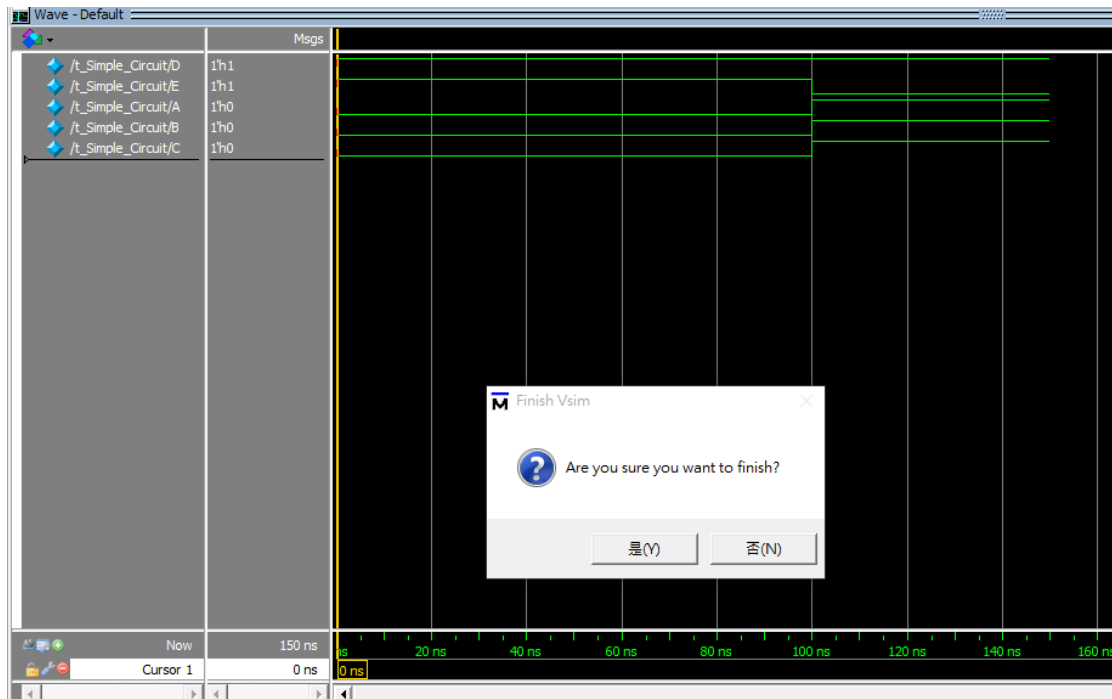 Wave - Default
Msgs
/t_Simple_Circuit/D 1'h1
/t_Simple_Circuit/E 1'h1
/t_Simple_Circuit/A 1'h0
/t_Simple_Circuit/B 1'h0
/t_Simple_Circuit/C 1'h0
Finish Vsim
Are you sure you want to finish?
是(Y) 否(N)
Now 150 ns
ns 20 ns 40 ns 60 ns 80 ns 100 ns 120 ns 140 ns 160 ns
Cursor 1 0 ns 0 ns